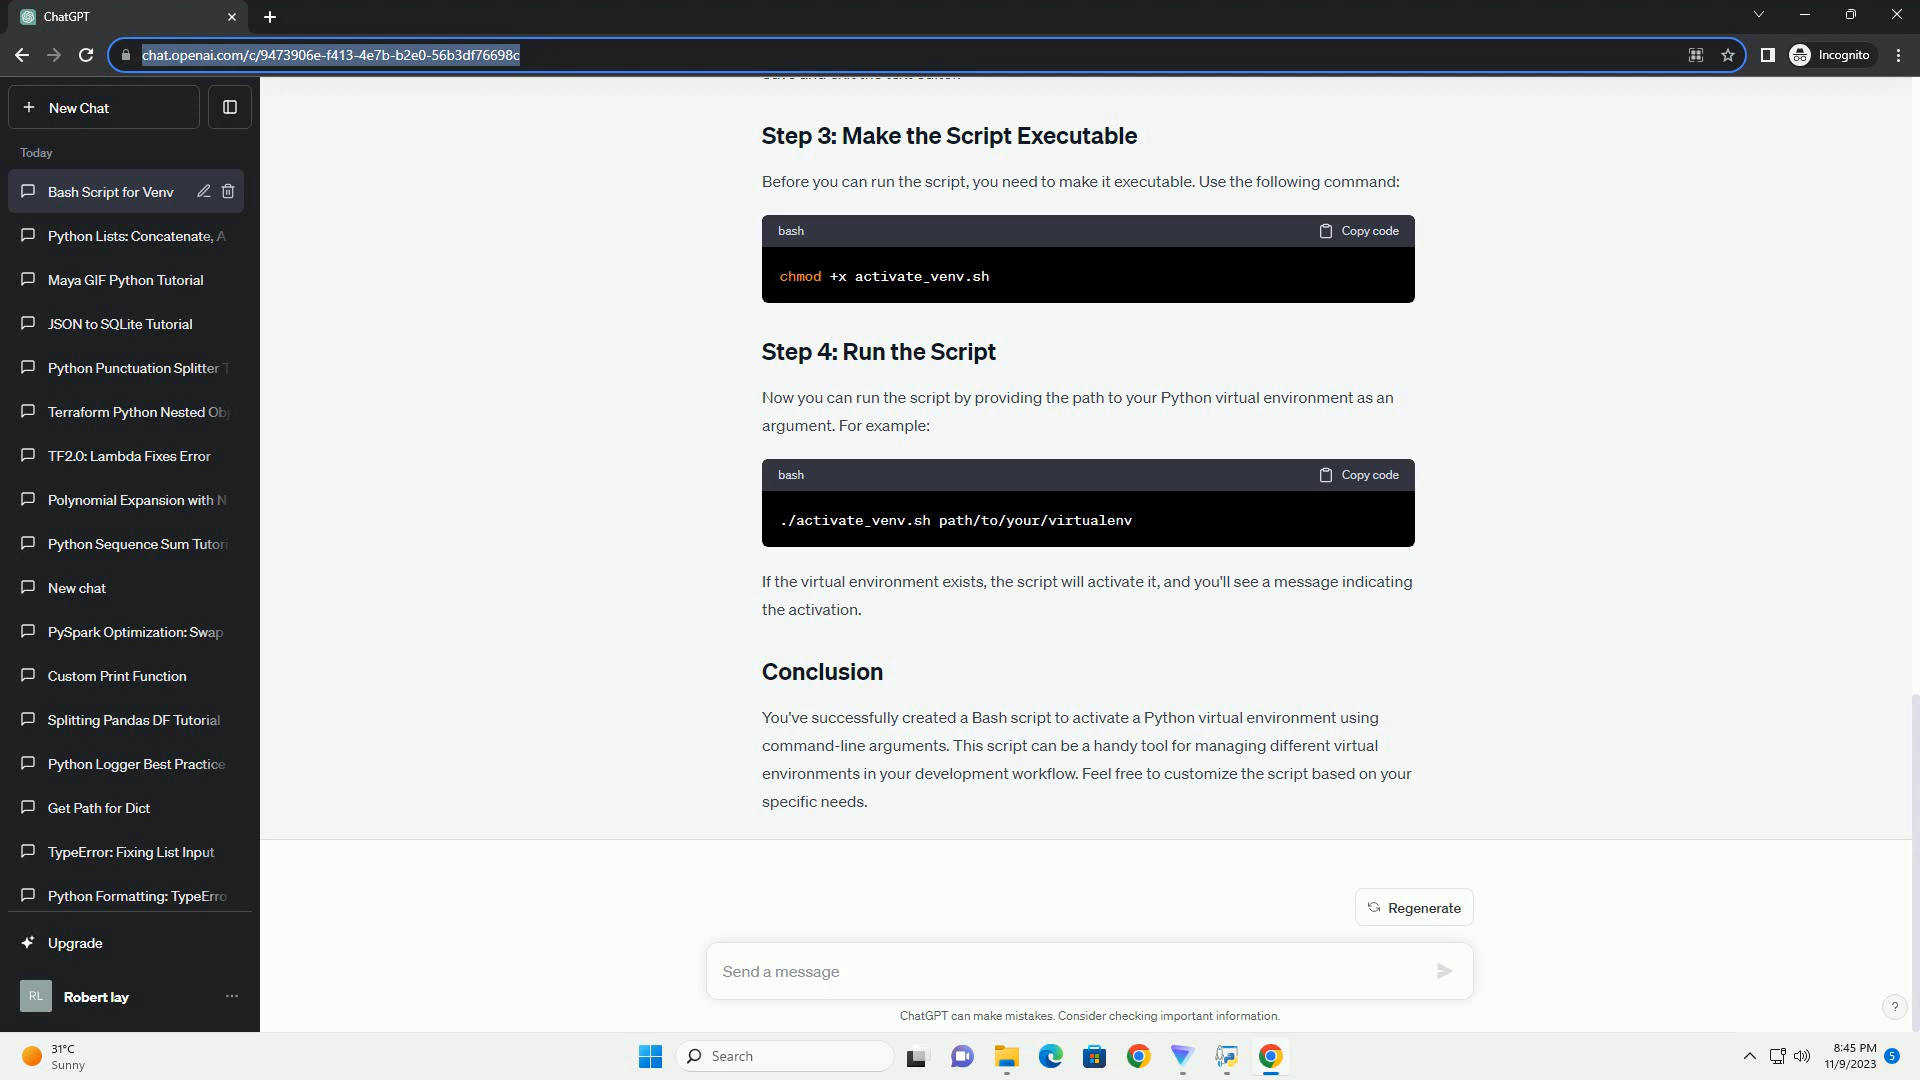 ChatGPT
chat.openai.com/c/9473906e-f413-4e7b-b2e0-56b3df76698c
Incognito
New Chat
Today
Bash Script for Venv
Python Lists: Concatenate, A
Maya GIF Python Tutorial
JSON to SQLite Tutorial
Python Punctuation Splitter T
Terraform Python Nested Obj
TF2.0: Lambda Fixes Error
Polynomial Expansion with N
Python Sequence Sum Tutori
New chat
PySpark Optimization: Swap
Custom Print Function
Splitting Pandas DF Tutorial
Python Logger Best Practice
Get Path for Dict
TypeError: Fixing List Input
Python Formatting: TypeErro
Upgrade
RL
Robert lay
Step 3: Make the Script Executable
Before you can run the script, you need to make it executable. Use the following command:
bash
Copy code
chmod +x activate_venv.sh
Step 4: Run the Script
Now you can run the script by providing the path to your Python virtual environment as an
argument. For example:
bash
Copy code
./activate_venv.sh path/to/your/virtualenv
If the virtual environment exists, the script will activate it, and you'll see a message indicating
the activation.
Conclusion
You've successfully created a Bash script to activate a Python virtual environment using
command-line arguments. This script can be a handy tool for managing different virtual
environments in your development workflow. Feel free to customize the script based on your
specific needs.
Regenerate
Send a message
ChatGPT can make mistakes. Consider checking important information.
?
31°C
Sunny
Search
8:45 PM
11/9/2023
5